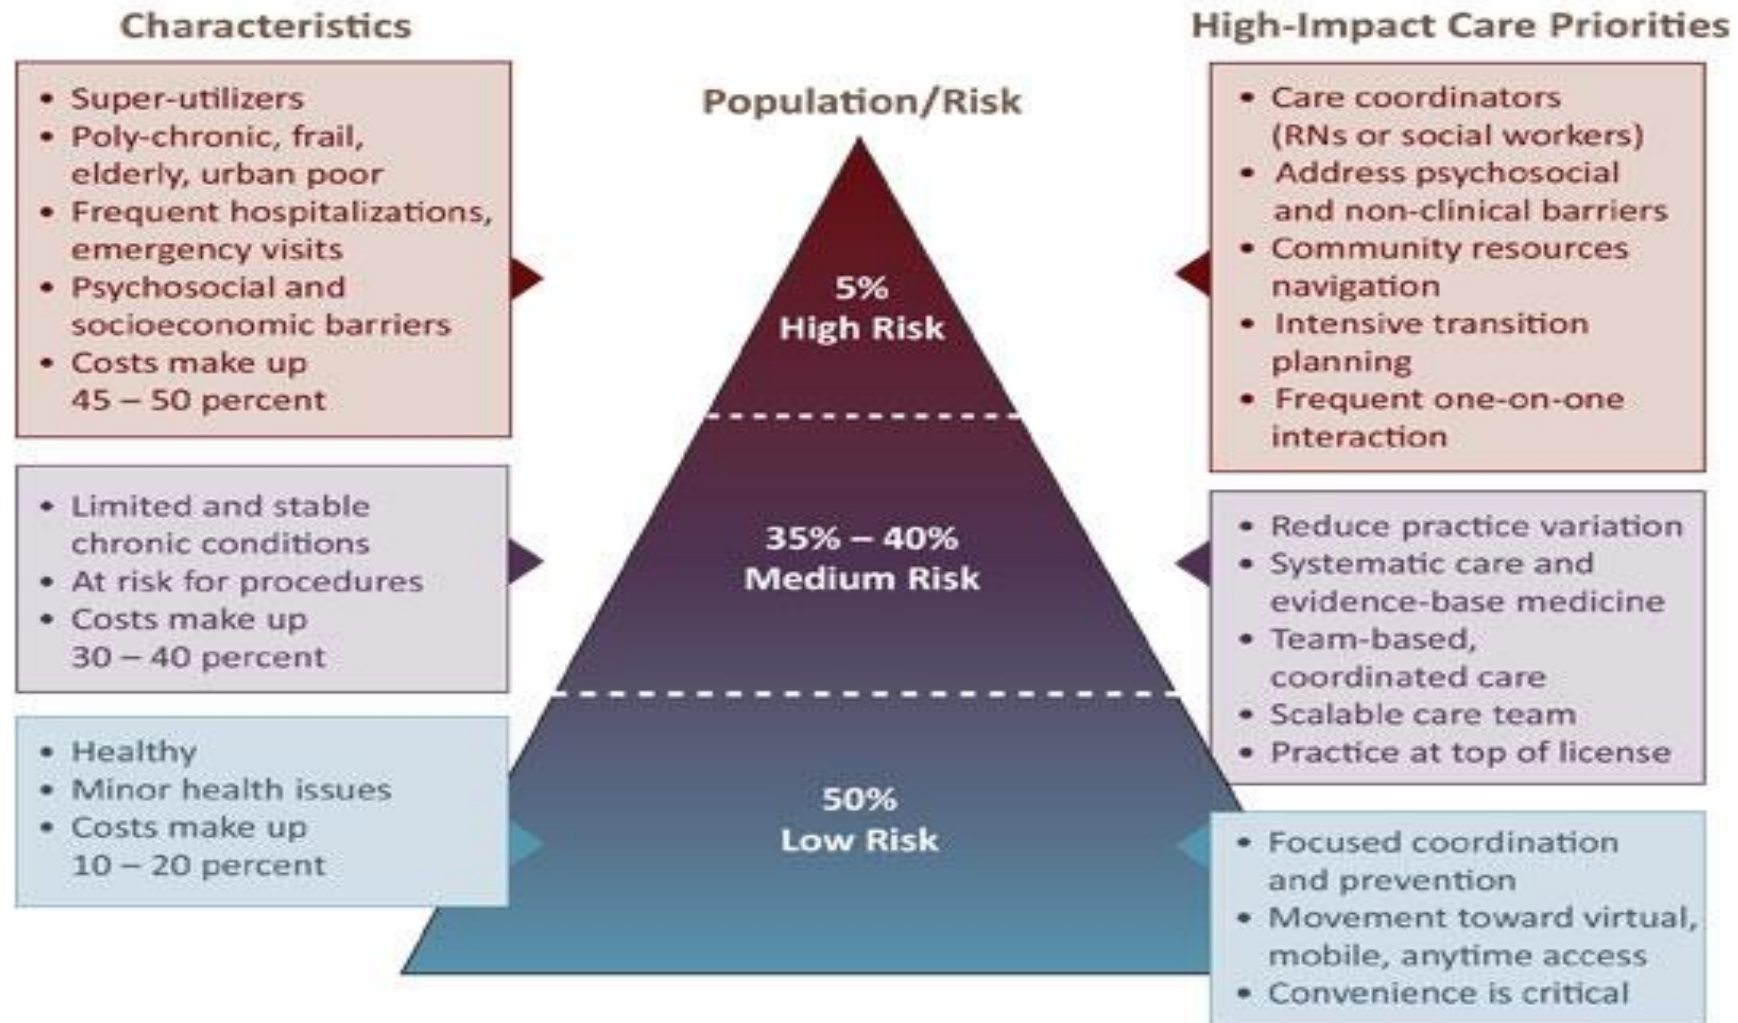 Characteristics
• Super-utilizers
• Poly-chronic, frail,
elderly, urban poor
• Frequent hospitalizations,
emergency visits
• Psychosocial and
socioeconomic barriers
• Costs make up
45 – 50 percent
• Limited and stable
chronic conditions
• At risk for procedures
• Costs make up
30 – 40 percent
• Healthy
• Minor health issues
• Costs make up
10 – 20 percent
Population/Risk
5%
High Risk
35% – 40%
Medium Risk
50%
Low Risk
High-Impact Care Priorities
• Care coordinators
(RNs or social workers)
• Address psychosocial
and non-clinical barriers
• Community resources
navigation
• Intensive transition
planning
• Frequent one-on-one
interaction
• Reduce practice variation
• Systematic care and
evidence-base medicine
• Team-based,
coordinated care
• Scalable care team
• Practice at top of license
• Focused coordination
and prevention
• Movement toward virtual,
mobile, anytime access
• Convenience is critical